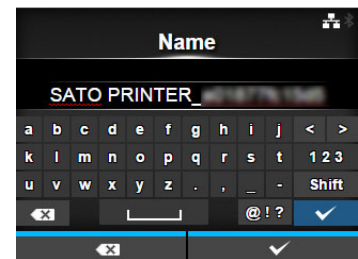 Name
SATO PRINTER_
a b c d e f g h i j < >
k l m n o p q r s t 123
u v w x y z . , _ - Shift
@!?